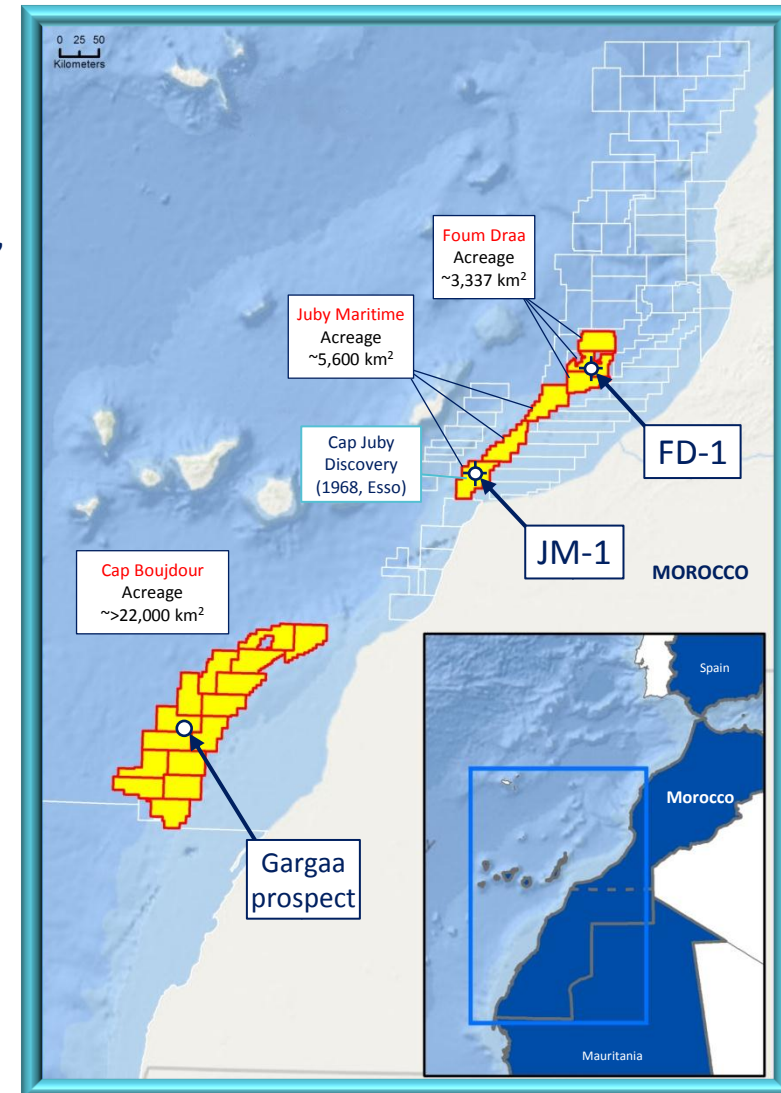 0 25 50
Kilometers
Foum Draa
Acreage
~3,337 km²
Juby Maritime
Acreage
~5,600 km²
Cap Juby
Discovery
(1968, Esso)
FD-1
JM-1
MOROCCO
Cap Boujdour
Acreage
~>22,000 km²
Gargaa
prospect
Spain
Morocco
Mauritania